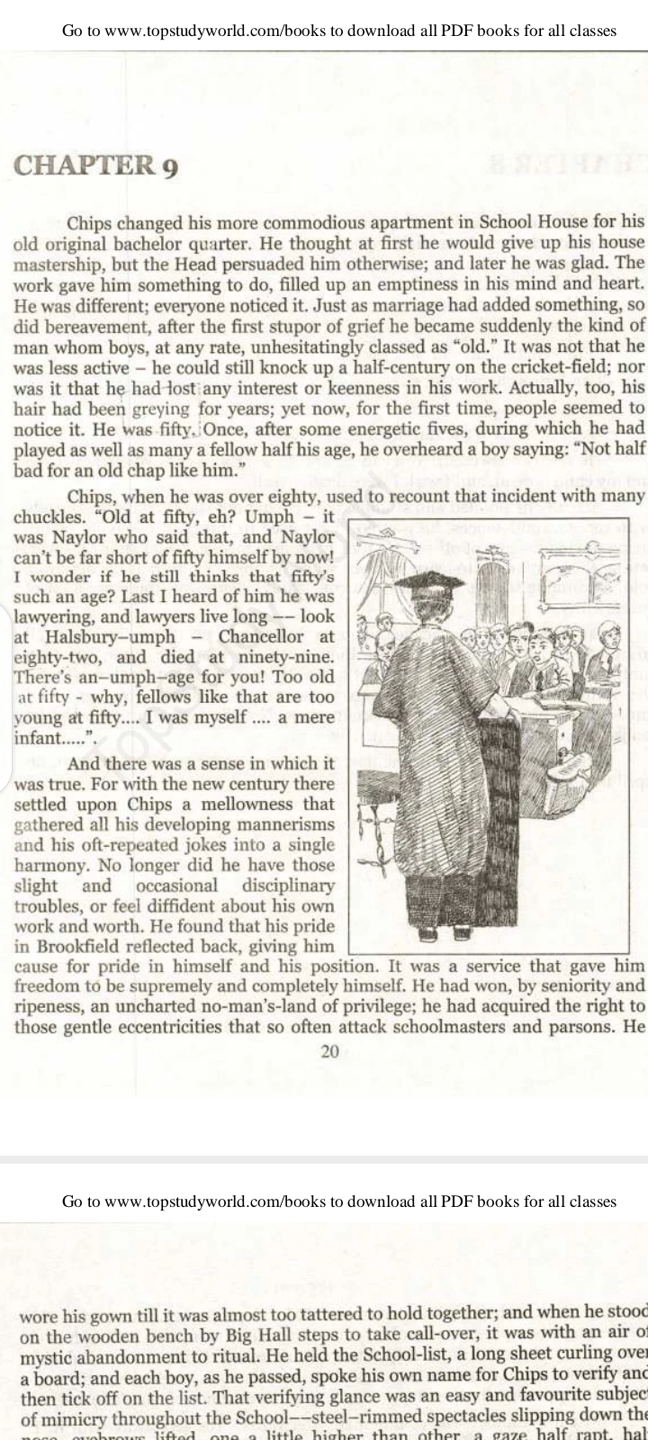 Go to www.topstudyworld.com/books to download all PDF books for all classes
CHAPTER 9
Chips changed his more commodious apartment in School House for his
old original bachelor quarter. He thought at first he would give up his house
mastership, but the Head persuaded him otherwise; and later he was glad. The
work gave him something to do, filled up an emptiness in his mind and heart.
He was different; everyone noticed it. Just as marriage had added something, so
did bereavement, after the first stupor of grief he became suddenly the kind of
man whom boys, at any rate, unhesitatingly classed as “old.” It was not that he
was less active – he could still knock up a half-century on the cricket-field; nor
was it that he had lost any interest or keenness in his work. Actually, too, his
hair had been greying for years; yet now, for the first time, people seemed to
notice it. He was fifty. Once, after some energetic fives, during which he had
played as well as many a fellow half his age, he overheard a boy saying: “Not half
bad for an old chap like him.”
Chips, when he was over eighty, used to recount that incident with many
chuckles. “Old at fifty, eh? Umph – it
was Naylor who said that, and Naylor
can’t be far short of fifty himself by now!
I wonder if he still thinks that fifty’s
such an age? Last I heard of him he was
lawyering, and lawyers live long –– look
at Halsbury–umph – Chancellor at
eighty-two, and died at ninety-nine.
There’s an–umph–age for you! Too old
at fifty - why, fellows like that are too
young at fifty.... I was myself .... a mere
infant.....”.
And there was a sense in which it
was true. For with the new century there
settled upon Chips a mellowness that
gathered all his developing mannerisms
and his oft-repeated jokes into a single
harmony. No longer did he have those
slight and occasional disciplinary
troubles, or feel diffident about his own
work and worth. He found that his pride
in Brookfield reflected back, giving him
cause for pride in himself and his position. It was a service that gave him
freedom to be supremely and completely himself. He had won, by seniority and
ripeness, an uncharted no-man’s-land of privilege; he had acquired the right to
those gentle eccentricities that so often attack schoolmasters and parsons. He
20
Go to www.topstudyworld.com/books to download all PDF books for all classes
wore his gown till it was almost too tattered to hold together; and when he stood
on the wooden bench by Big Hall steps to take call-over, it was with an air of
mystic abandonment to ritual. He held the School-list, a long sheet curling over
a board; and each boy, as he passed, spoke his own name for Chips to verify and
then tick off on the list. That verifying glance was an easy and favourite subjec
of mimicry throughout the School––steel–rimmed spectacles slipping down the
nose, eyebrows lifted, one a little higher than other, a gaze half rapt, hal